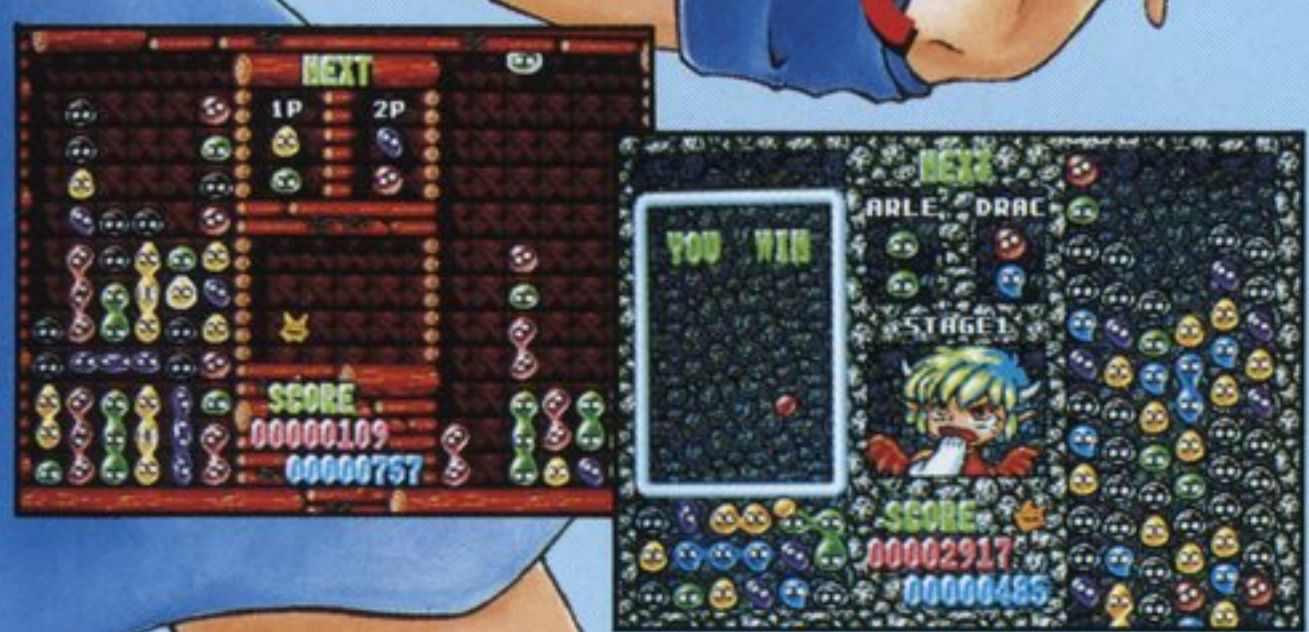 NEXT
1P 2P
SCORE
00000109
00000757
NEXT
ARLE DRAC
YOU WIN
STAGE1
SCORE
00002917
00000485